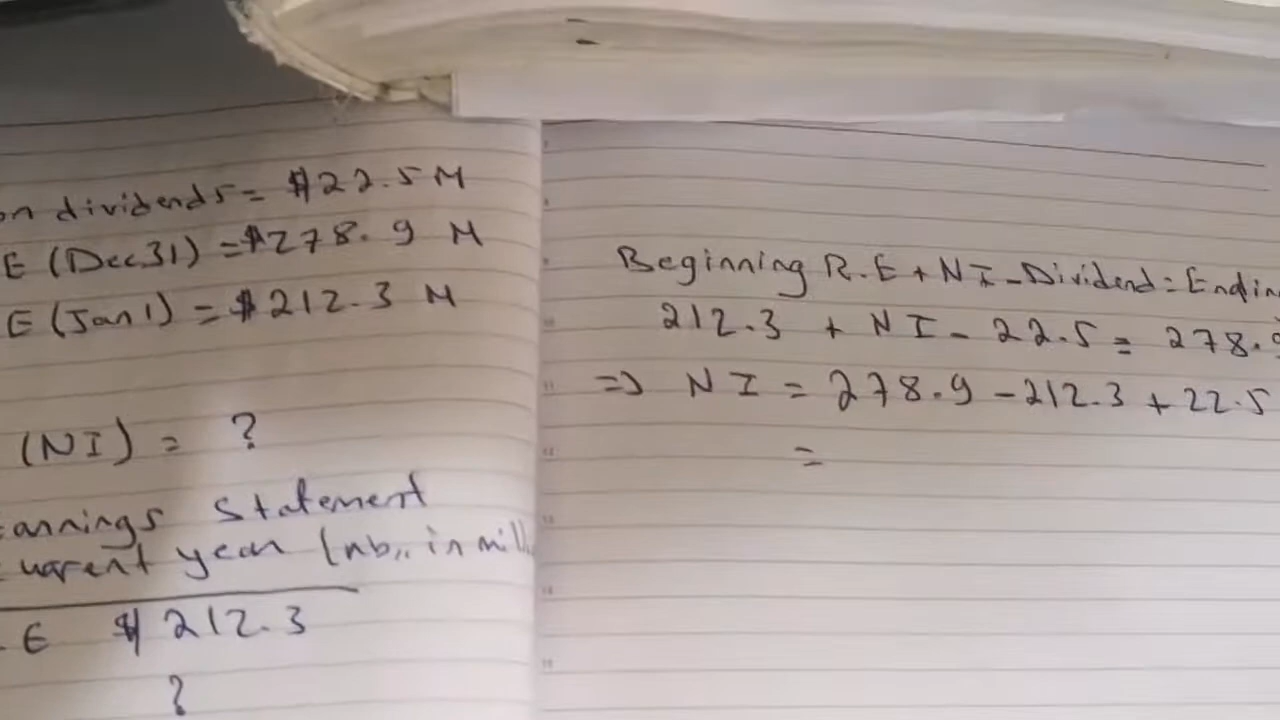 on dividends = $22.5 M
E (Dec 31) = $278.9 M
E (Jan 1) = $212.3 M
(NI) = ?
earnings Statement
current year (nb,, in mill
. E $ 212.3
?
Beginning R.E + NI - Dividend = Endin
212.3 + NI - 22.5 = 278.9
=> NI = 278.9 - 212.3 + 22.5
=